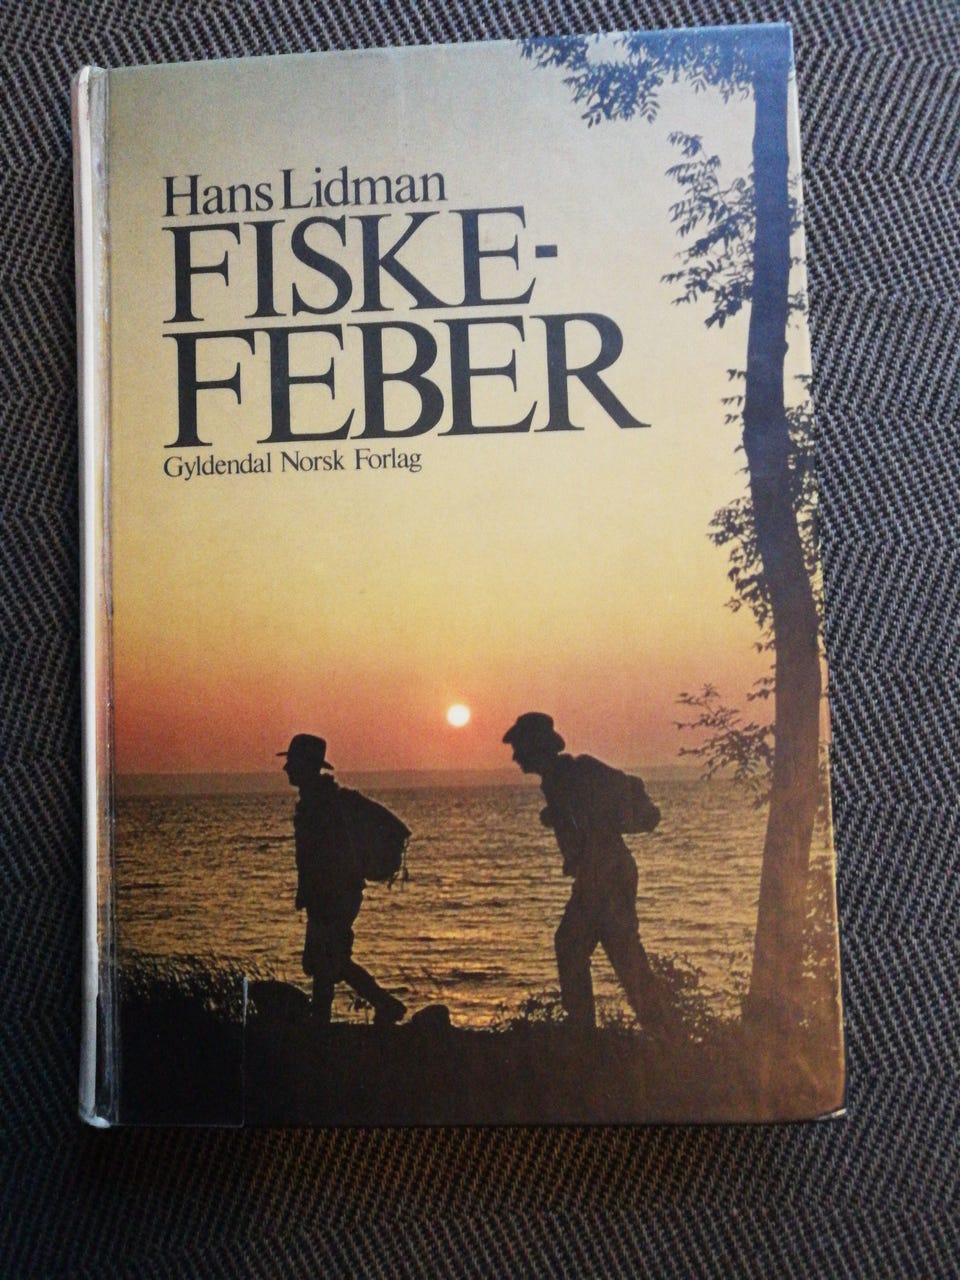 Hans Lidman
FISKE-
FEBER
Gyldendal Norsk Forlag